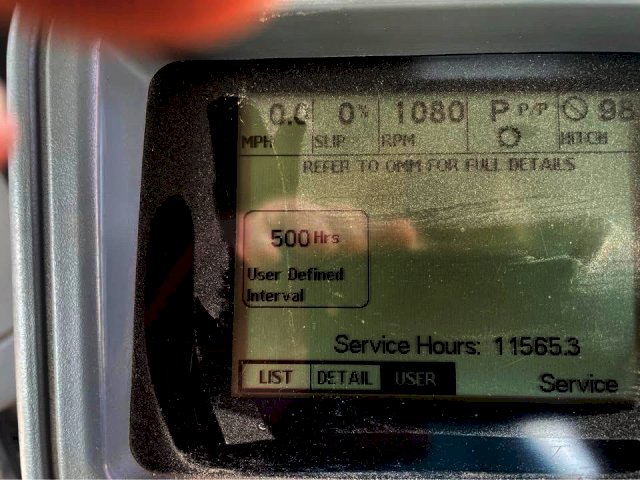 0.0 0% 1080 P P/P 98
MPH SLIP RPM HITCH
REFER TO OMM FOR FULL DETAILS
500 Hrs
User Defined
Interval
Service Hours: 11565.3
LIST DETAIL USER Service